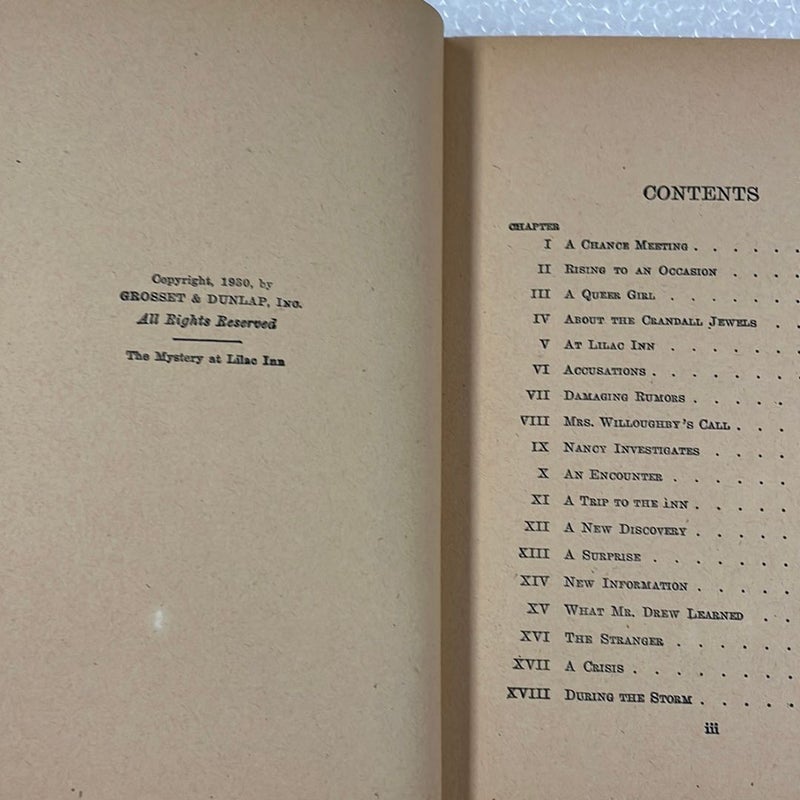 Copyright, 1930, by
GROSSET & DUNLAP, INC.
All Rights Reserved
The Mystery at Lilac Inn
CONTENTS
CHAPTER
I A CHANCE MEETING . . . . .
II RISING TO AN OCCASION . . . .
III A QUEER GIRL . . . . . .
IV ABOUT THE CRANDALL JEWELS . .
V AT LILAC INN . . . . . .
VI ACCUSATIONS . . . . . . .
VII DAMAGING RUMORS . . . . .
VIII MRS. WILLOUGHBY'S CALL . . .
IX NANCY INVESTIGATES . . . .
X AN ENCOUNTER . . . . . .
XI A TRIP TO THE INN . . . . .
XII A NEW DISCOVERY . . . . .
XIII A SURPRISE . . . . . . .
XIV NEW INFORMATION . . . . .
XV WHAT MR. DREW LEARNED . .
XVI THE STRANGER . . . . . .
XVII A CRISIS . . . . . . . .
XVIII DURING THE STORM . . . . .
iii